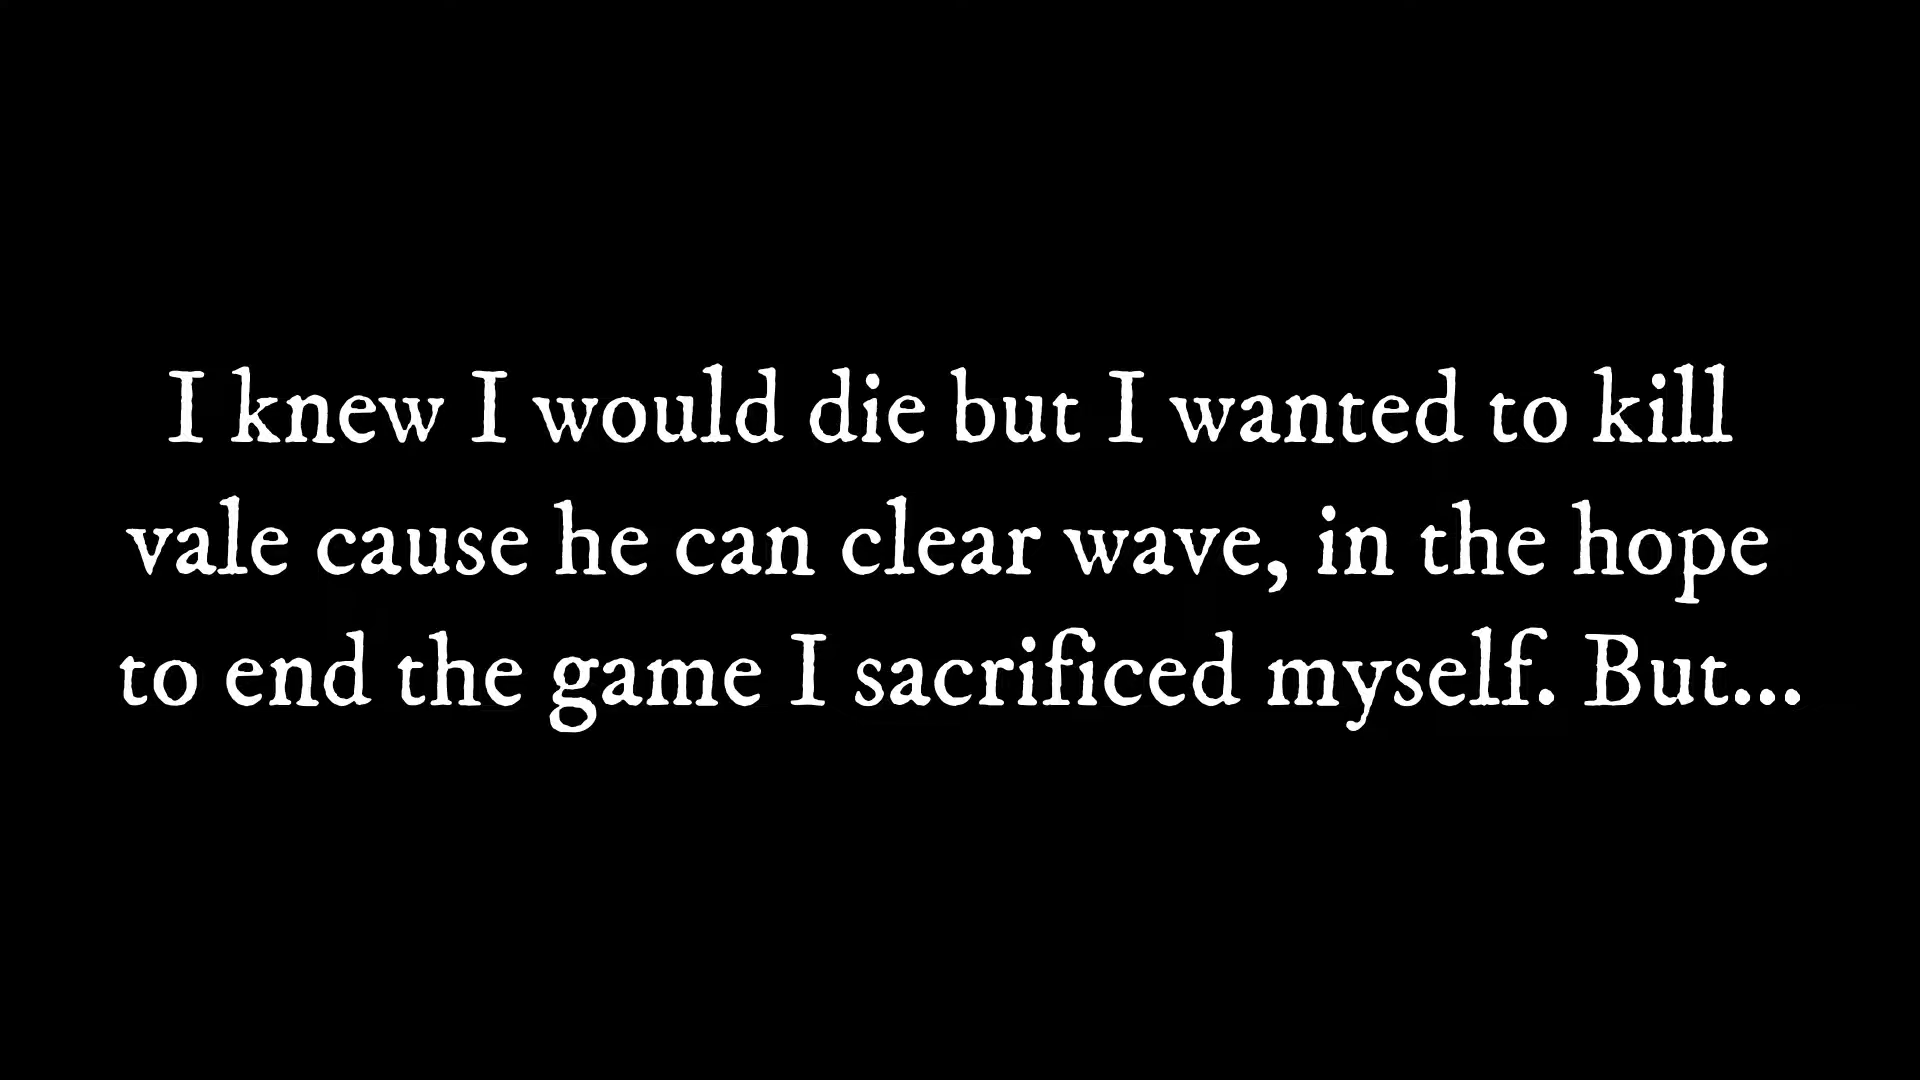 I knew I would die but I wanted to kill
vale cause he can clear wave, in the hope
to end the game I sacrificed myself. But...